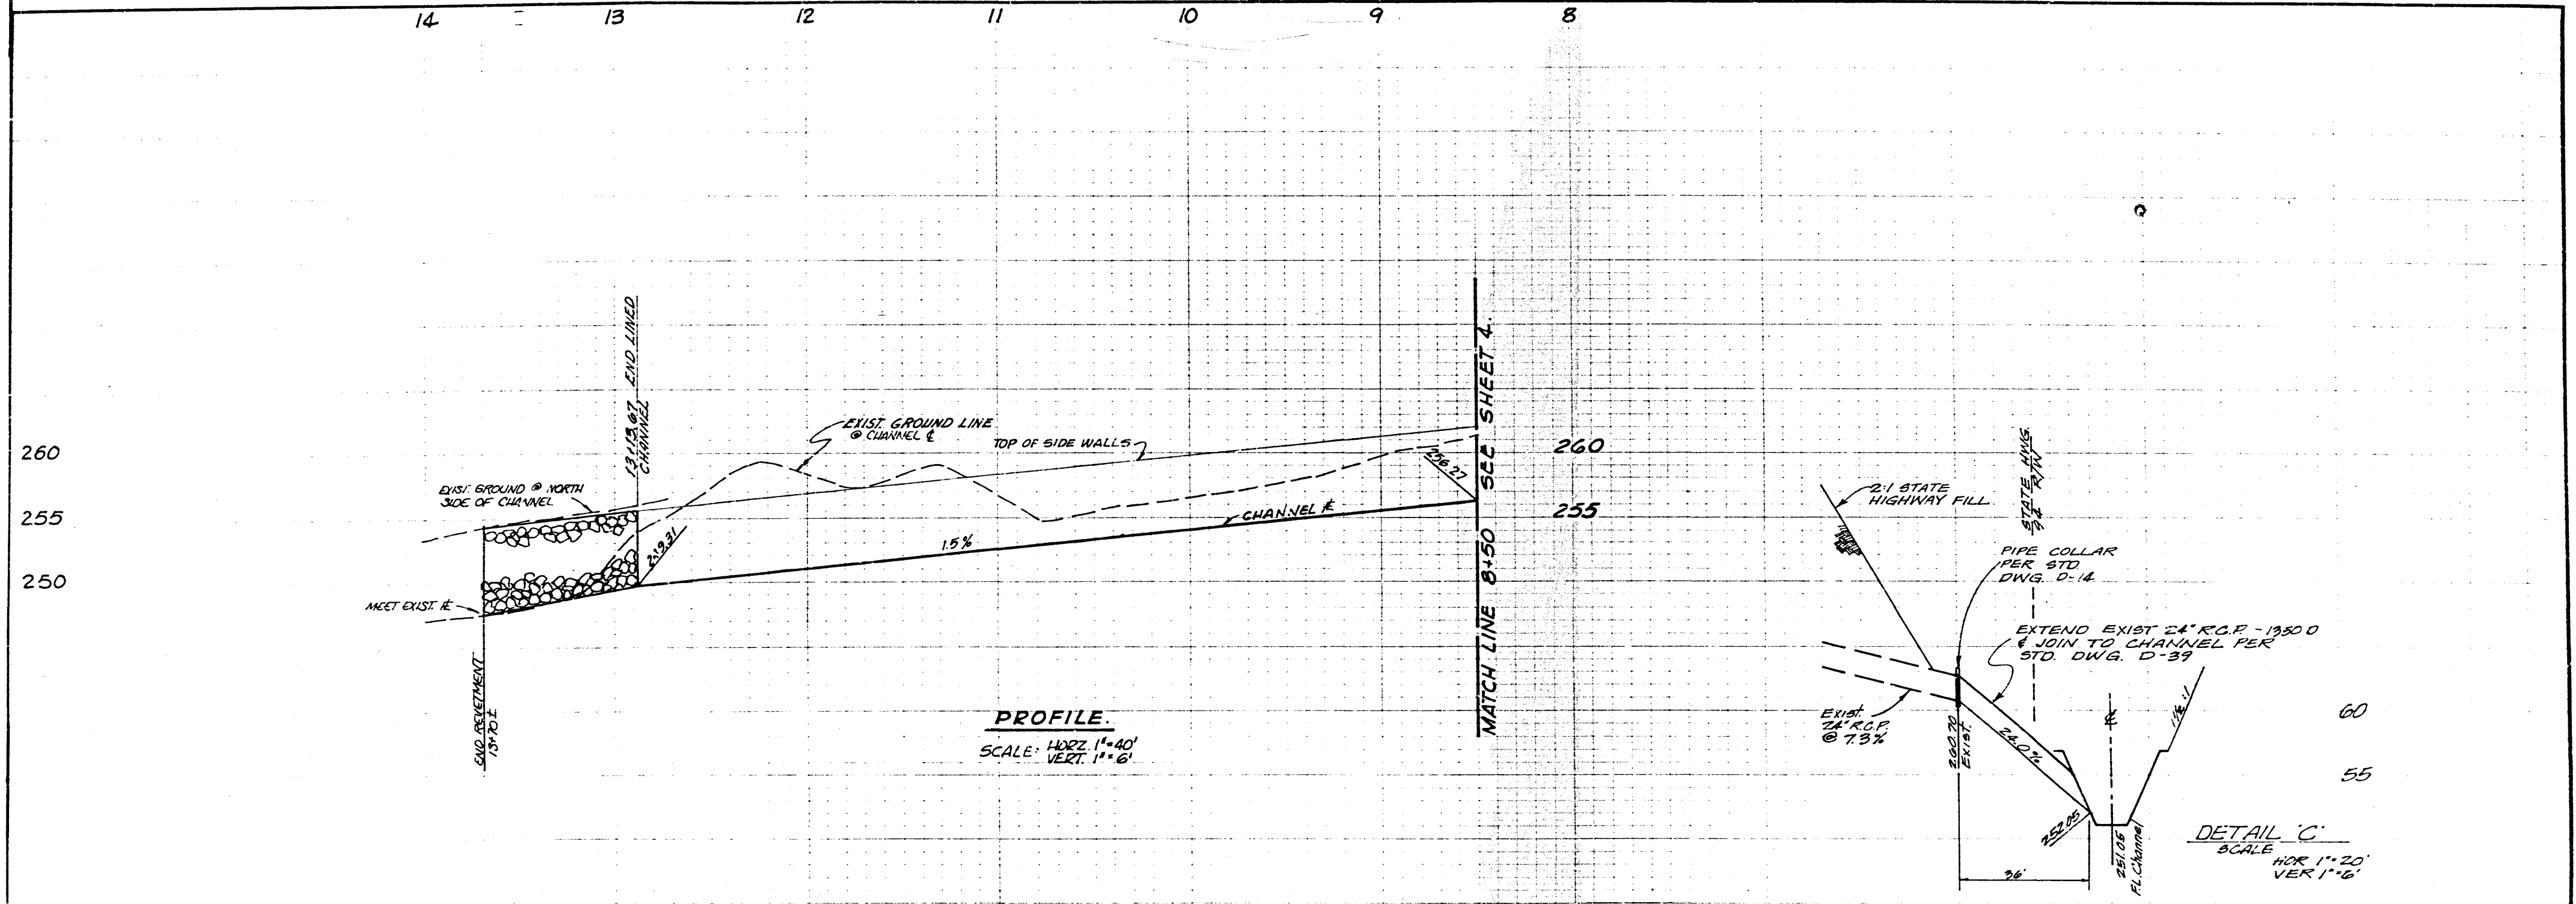 14 13 12 11 10 9 8
13+13.67 END LINED
CHANNEL
EXIST. GROUND LINE
@ CHANNEL ℄
TOP OF SIDE WALLS
260
EXIST. GROUND @ NORTH
SIDE OF CHANNEL
255
250
MEET EXIST. ℄
END REVETMENT
13+70±
1.5%
CHANNEL ℄
256.27
MATCH LINE 8+50 SEE SHEET 4.
260
255
PROFILE.
SCALE: HORZ. 1"=40'
VERT. 1"=6'
2:1 STATE
HIGHWAY FILL
STATE HWG.
94 R/W
PIPE COLLAR
PER STD.
DWG. D-14
EXTEND EXIST 24" R.C.P. - 1350 D
& JOIN TO CHANNEL PER
STD. DWG. D-39
EXIST.
24" R.C.P.
@ 7.3%
260.70
EXIST.
24.0%
252.05
36'
251.05
FL. Channel
60
55
DETAIL 'C'
SCALE
HOR 1"=20'
VER 1"=6'